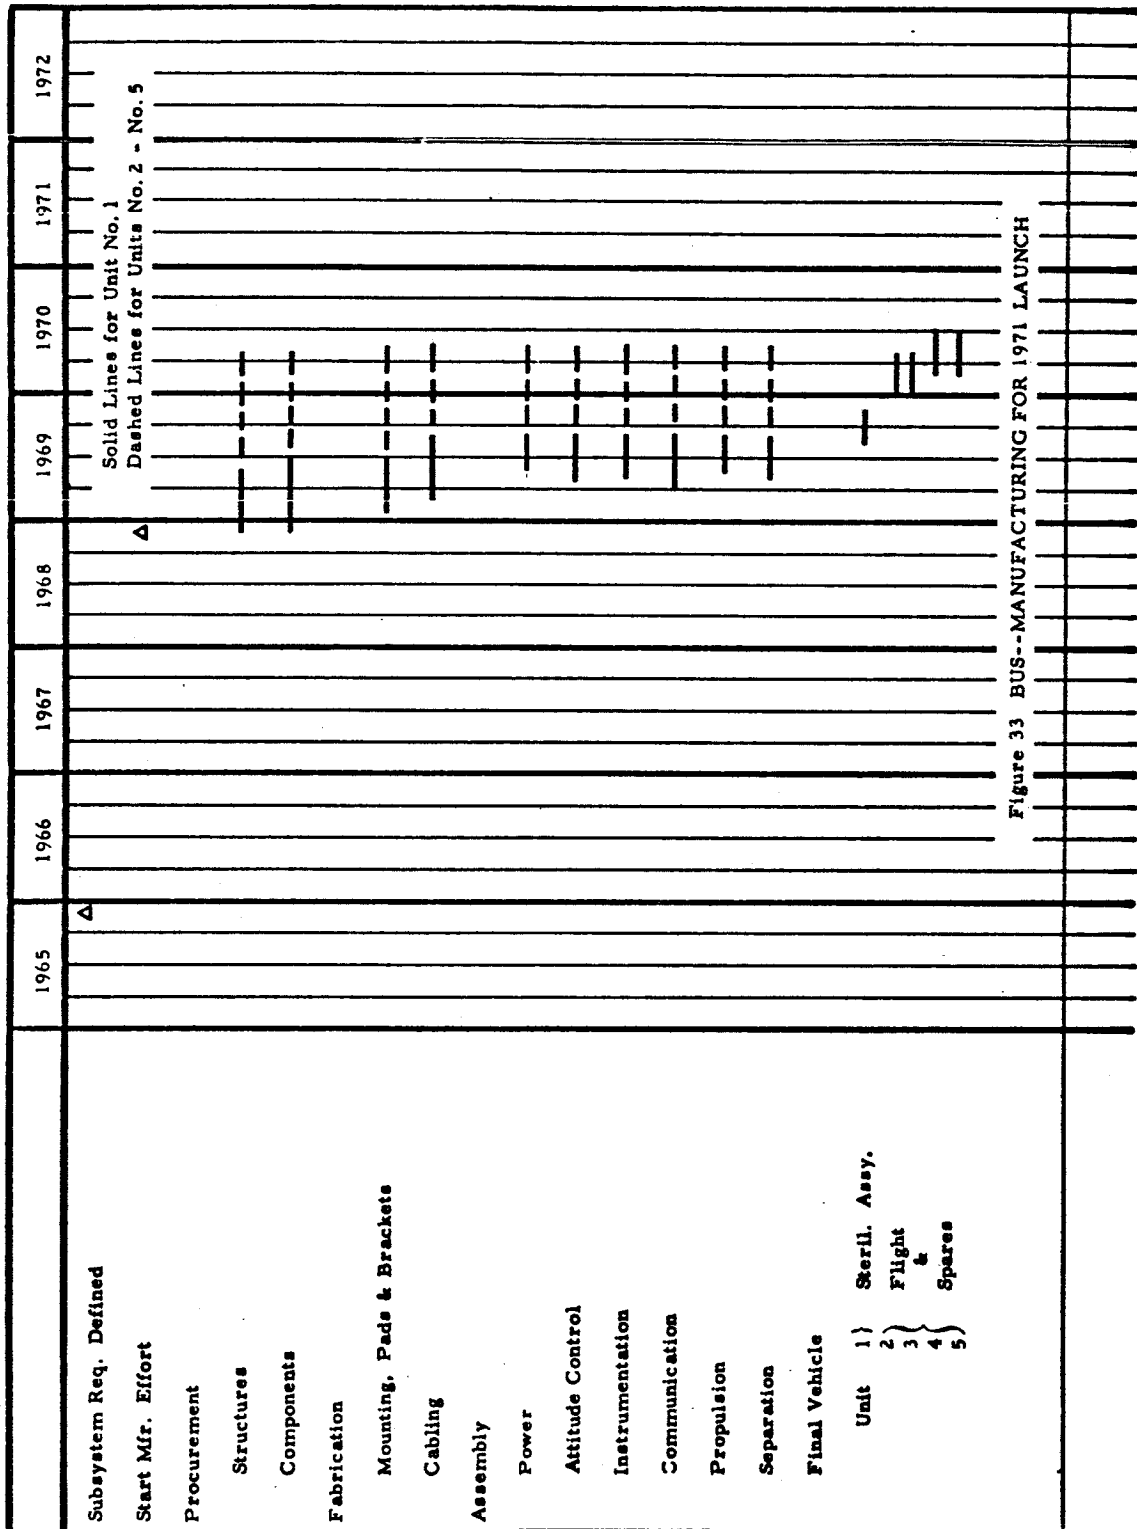 1965 1966 1967 1968 1969 1970 1971 1972
Solid Lines for Unit No. 1
Dashed Lines for Units No. 2 - No. 5
Subsystem Req. Defined
Start Mfr. Effort
Procurement
Structures
Components
Fabrication
Mounting, Pads & Brackets
Cabling
Assembly
Power
Attitude Control
Instrumentation
Communication
Propulsion
Separation
Final Vehicle
Unit 1} Steril. Assy.
2
3 Flight
& 
4 Spares
5
Figure 33 BUS--MANUFACTURING FOR 1971 LAUNCH